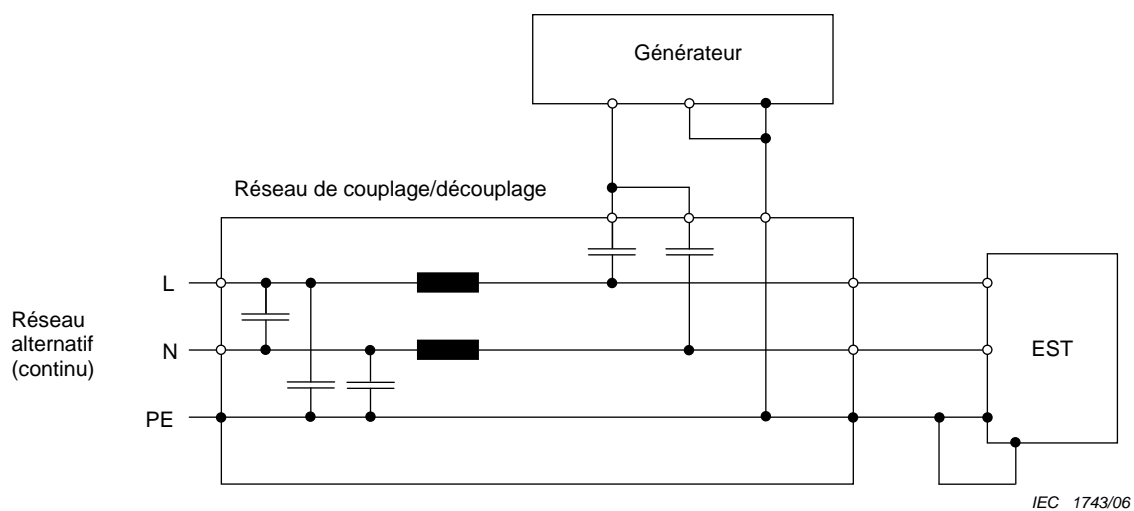 Générateur
Réseau de couplage/découplage
L
Réseau
alternatif
(continu)
N
EST
PE
IEC 1743/06